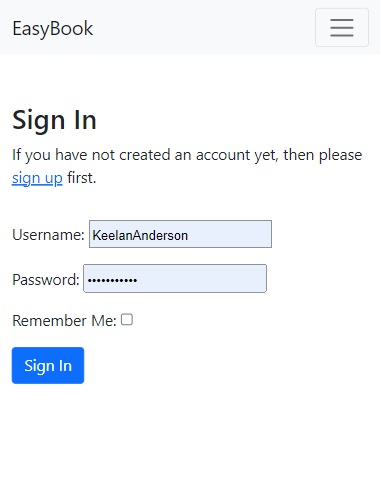 EasyBook
Sign In
If you have not created an account yet, then please
sign up first.
Username: KeelanAnderson
Password: •••••••••••
Remember Me:
Sign In